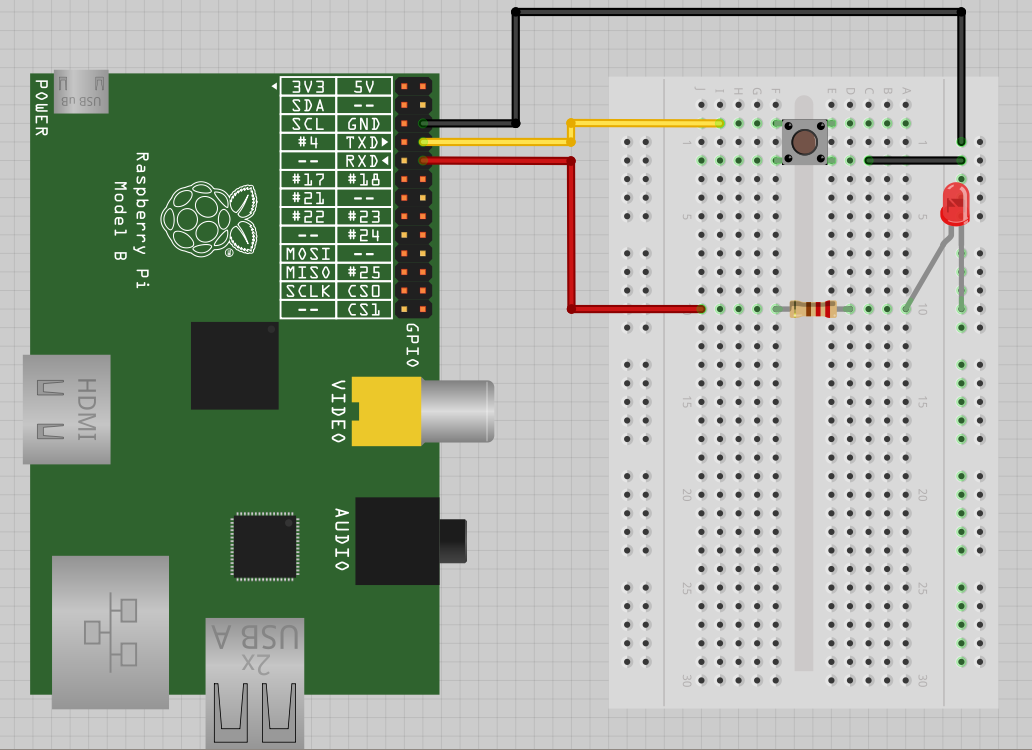 POWER
USB uB
Raspberry Pi
Model B
®
3V3 5V
SDA --
SCL GND
#4 TXD
-- RXD
#17 #18
#21 --
#22 #23
-- #24
MOSI --
MISO #25
SCLK CS0
-- CS1
GPIO
HDMI
VIDEO
AUDIO
USB A
2x
J I H G F E D C B A
1 1
5 5
10
15 15
20 20
25 25
30 30